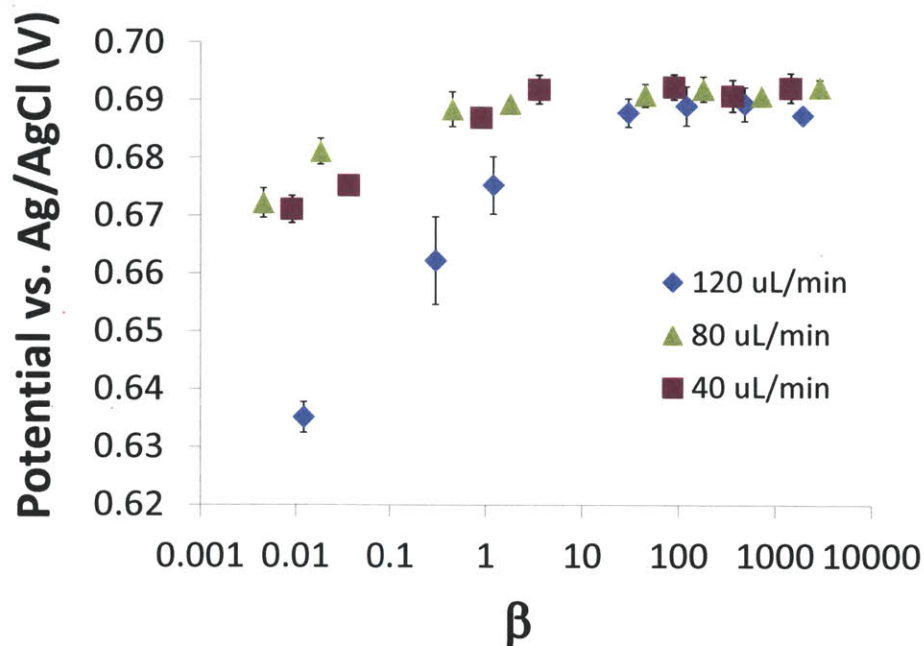 0.70
0.69
0.68
0.67
0.66
0.65
0.64
0.63
0.62
Potential vs. Ag/AgCl (V)
120 uL/min
80 uL/min
40 uL/min
0.001 0.01 0.1 1 10 100 1000 10000
β